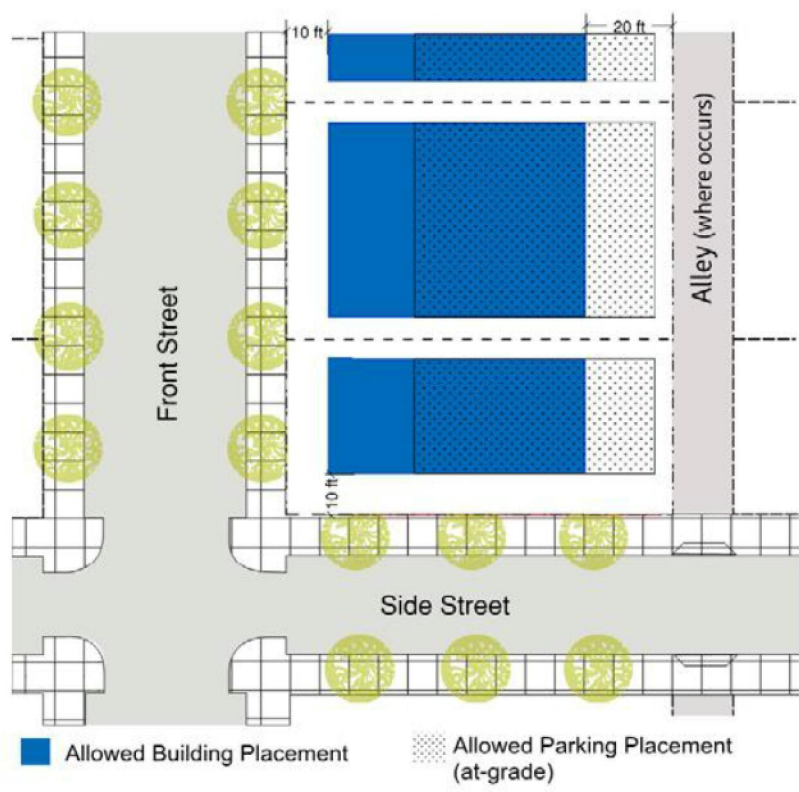 10 ft
20 ft
Alley (where occurs)
Front Street
10 ft
Side Street
Allowed Building Placement
Allowed Parking Placement
(at-grade)